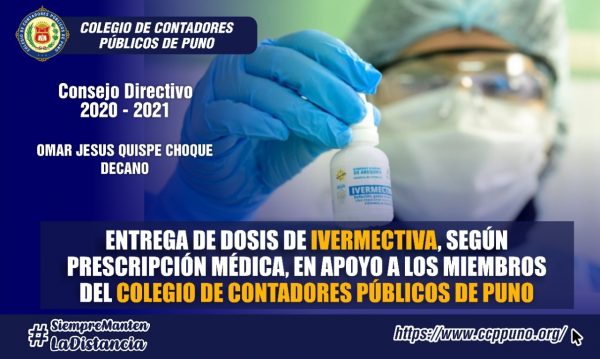 COLEGIO DE CONTADORES
PÚBLICOS DE PUNO
Consejo Directivo
2020 - 2021
OMAR JESUS QUISPE CHOQUE
DECANO
DE AREQUIPA
IVERMECTINA
ENTREGA DE DOSIS DE IVERMECTIVA, SEGÚN
PRESCRIPCIÓN MÉDICA, EN APOYO A LOS MIEMBROS
DEL COLEGIO DE CONTADORES PÚBLICOS DE PUNO
#SiempreManten
LaDistancia
https://www.ccppuno.org/